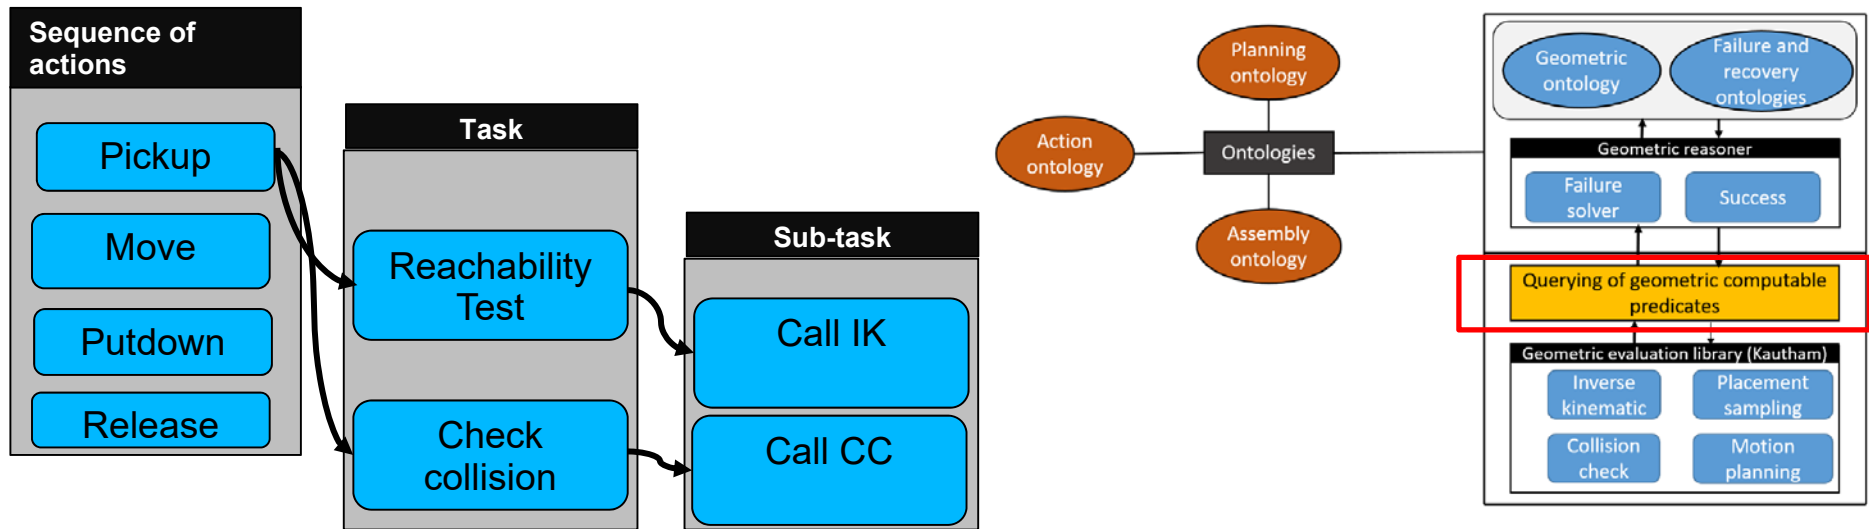 Sequence of
actions
Pickup
Move
Putdown
Release
Task
Reachability
Test
Check
collision
Sub-task
Call IK
Call CC
Planning
ontology
Action
ontology
Ontologies
Assembly
ontology
Geometric
ontology
Failure and
recovery
ontologies
Geometric reasoner
Failure
solver
Success
Querying of geometric computable
predicates
Geometric evaluation library (Kautham)
Inverse
kinematic
Placement
sampling
Collision
check
Motion
planning